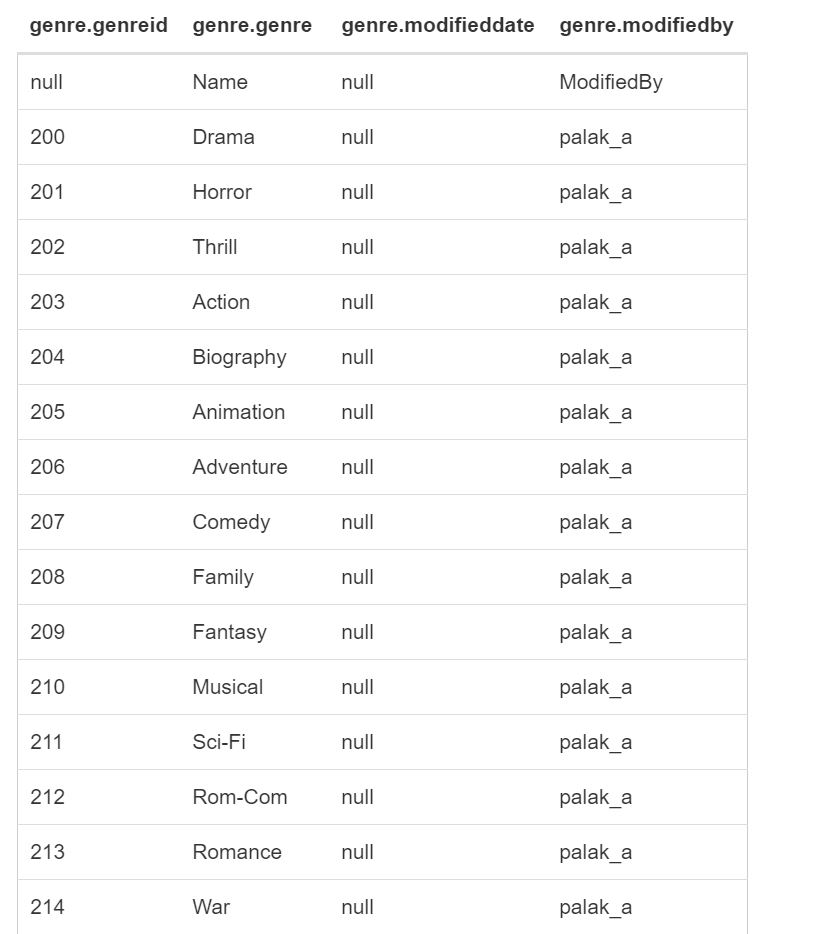 genre.genreid genre.genre genre.modifieddate genre.modifiedby
null Name null ModifiedBy
200 Drama null palak_a
201 Horror null palak_a
202 Thrill null palak_a
203 Action null palak_a
204 Biography null palak_a
205 Animation null palak_a
206 Adventure null palak_a
207 Comedy null palak_a
208 Family null palak_a
209 Fantasy null palak_a
210 Musical null palak_a
211 Sci-Fi null palak_a
212 Rom-Com null palak_a
213 Romance null palak_a
214 War null palak_a